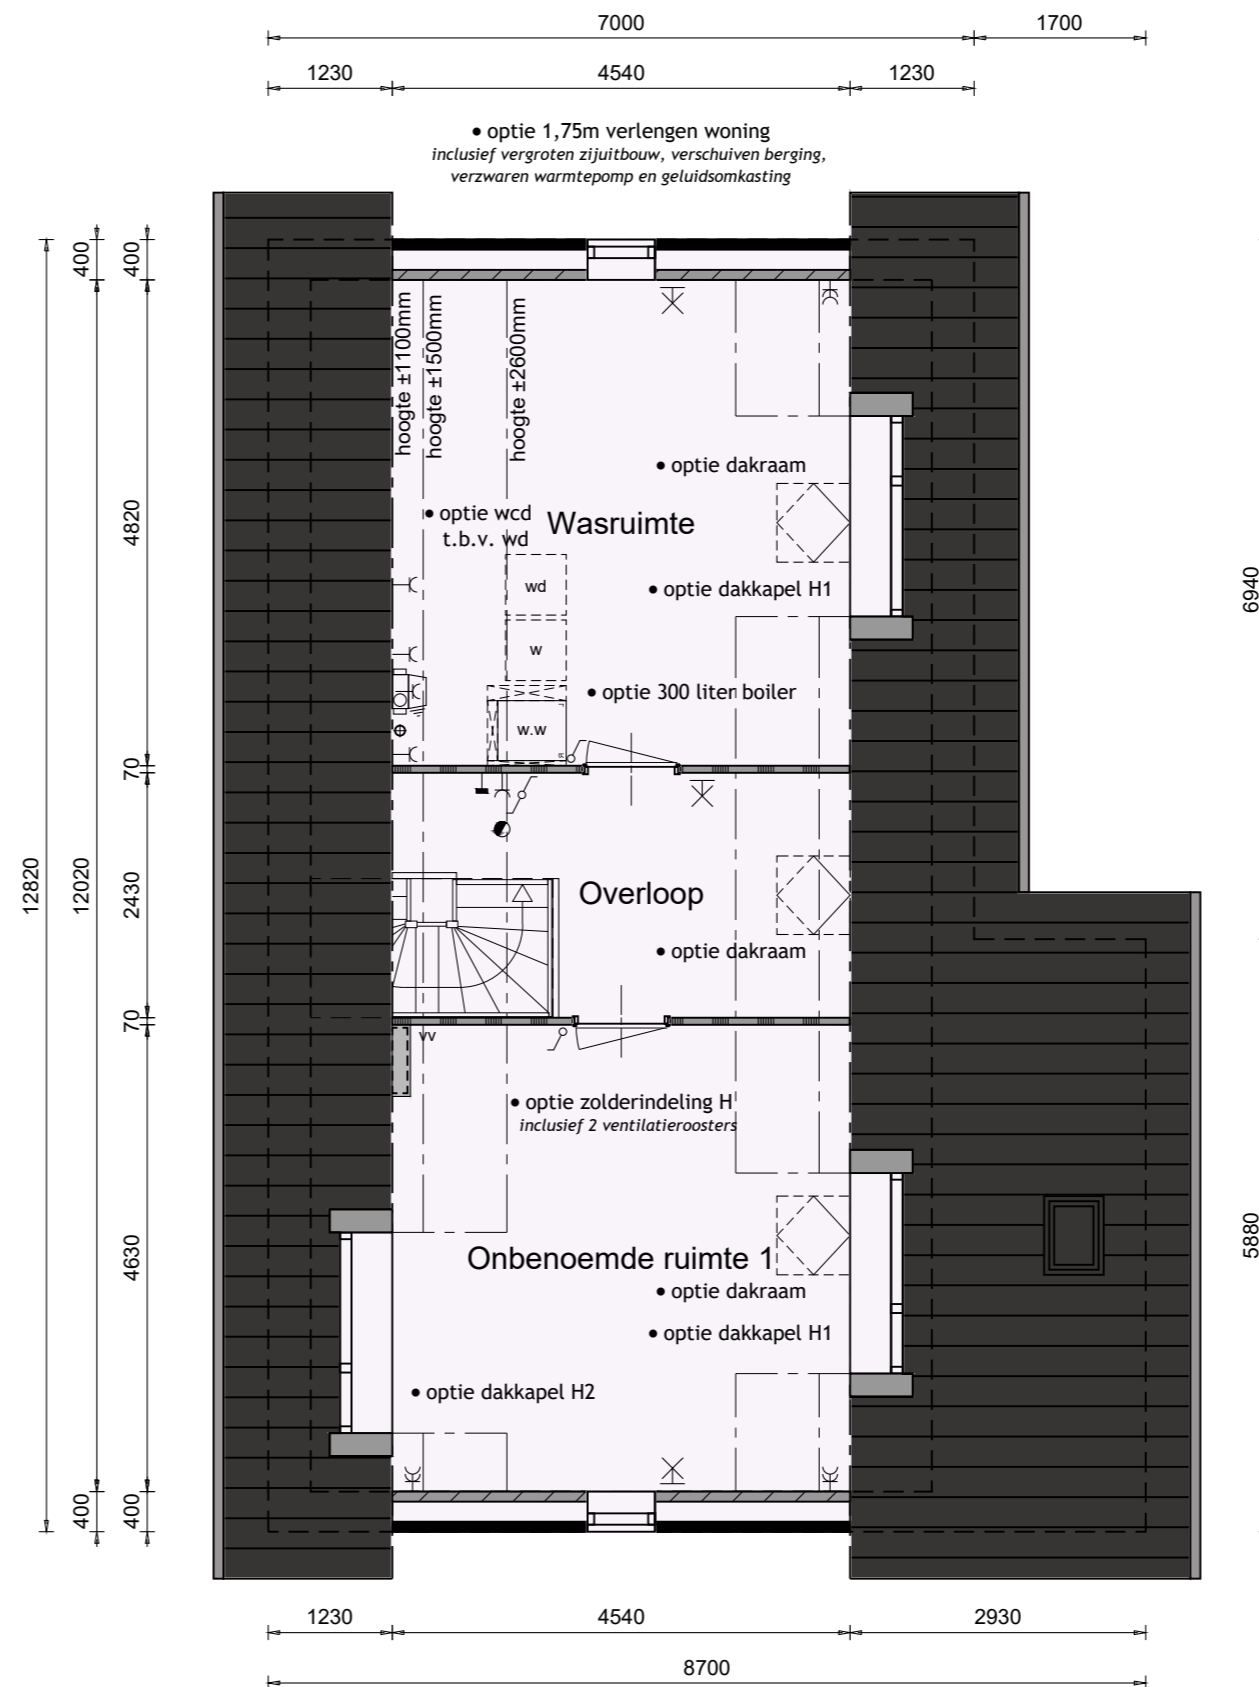 7000
1700
1230
4540
1230
• optie 1,75m verlengen woning
inclusief vergroten zijuitbouw, verschuiven berging,
verzwaren warmtepomp en geluidsomkasting
400
400
hoogte ±1100mm
hoogte ±1500mm
hoogte ±2600mm
• optie dakraam
• optie wcd
t.b.v. wd
Wasruimte
4820
wd
• optie dakkapel H1
6940
w
• optie 300 liter boiler
w.w
70
12820
12020
2430
Overloop
• optie dakraam
70
vv
• optie zolderindeling H
inclusief 2 ventilatieroosters
4630
Onbenoemde ruimte 1
5880
• optie dakraam
• optie dakkapel H1
• optie dakkapel H2
400
400
1230
4540
2930
8700